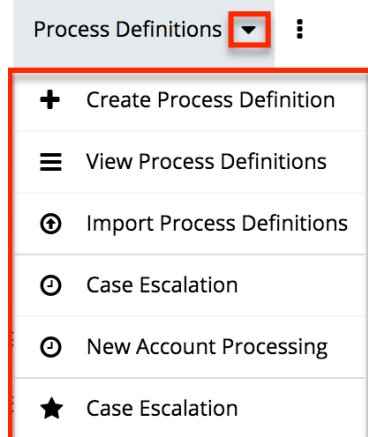 Process Definitions
Create Process Definition
View Process Definitions
Import Process Definitions
Case Escalation
New Account Processing
Case Escalation